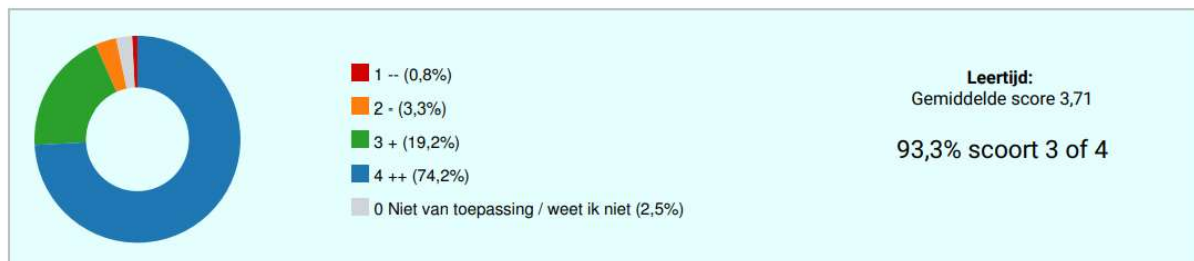 1 -- (0,8%)
2 - (3,3%)
3 + (19,2%)
4 ++ (74,2%)
0 Niet van toepassing / weet ik niet (2,5%)
Leertijd:
Gemiddelde score 3,71
93,3% scoort 3 of 4